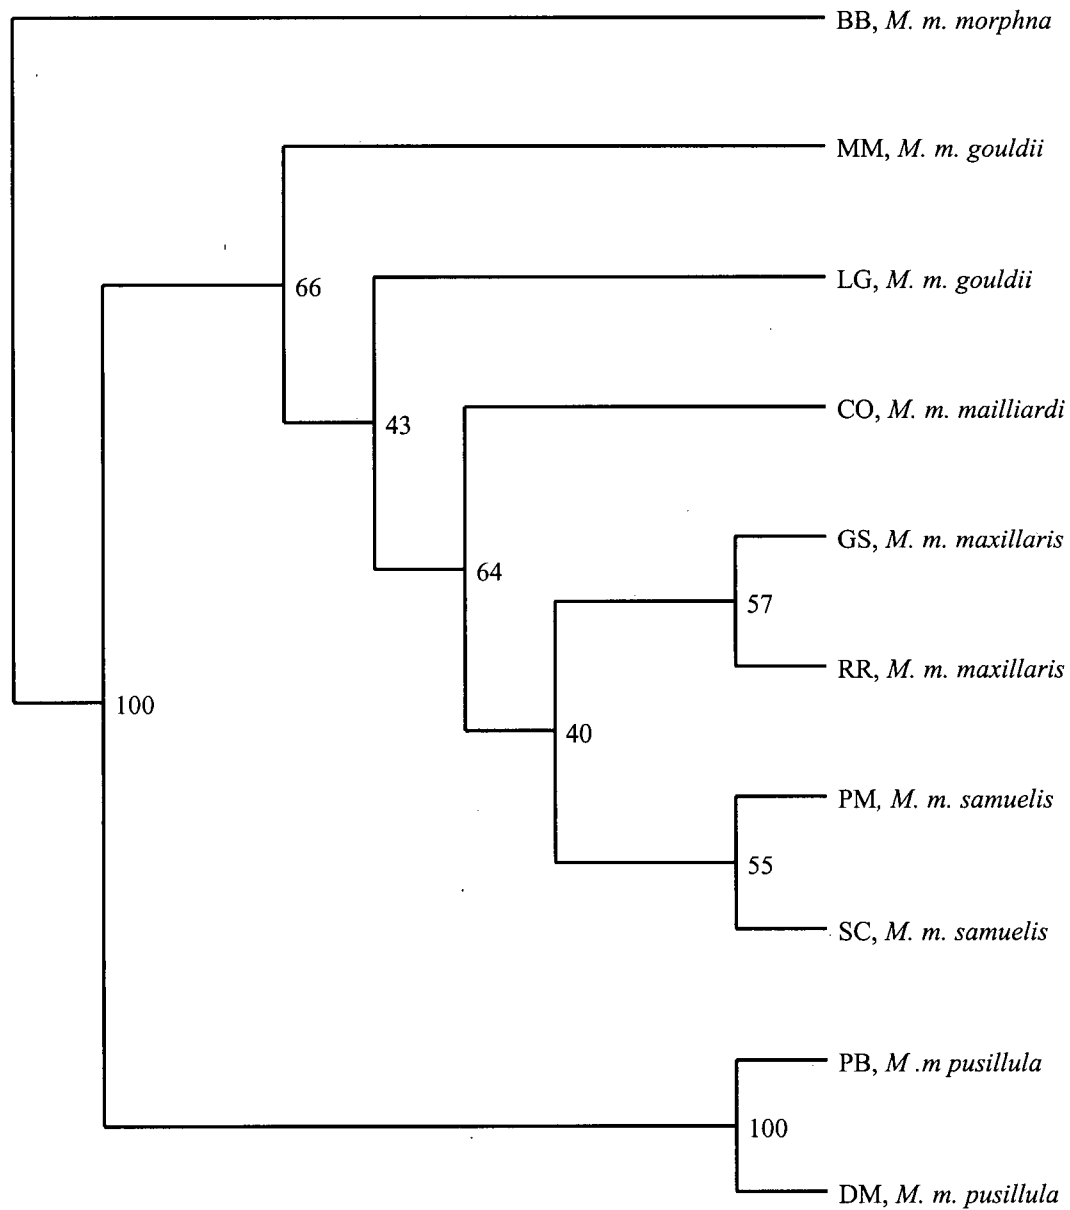 BB, M. m. morphna
MM, M. m. gouldii
66
LG, M. m. gouldii
43
CO, M. m. mailliardi
GS, M. m. maxillaris
64
57
RR, M. m. maxillaris
100
40
PM, M. m. samuelis
55
SC, M. m. samuelis
PB, M .m pusillula
100
DM, M. m. pusillula